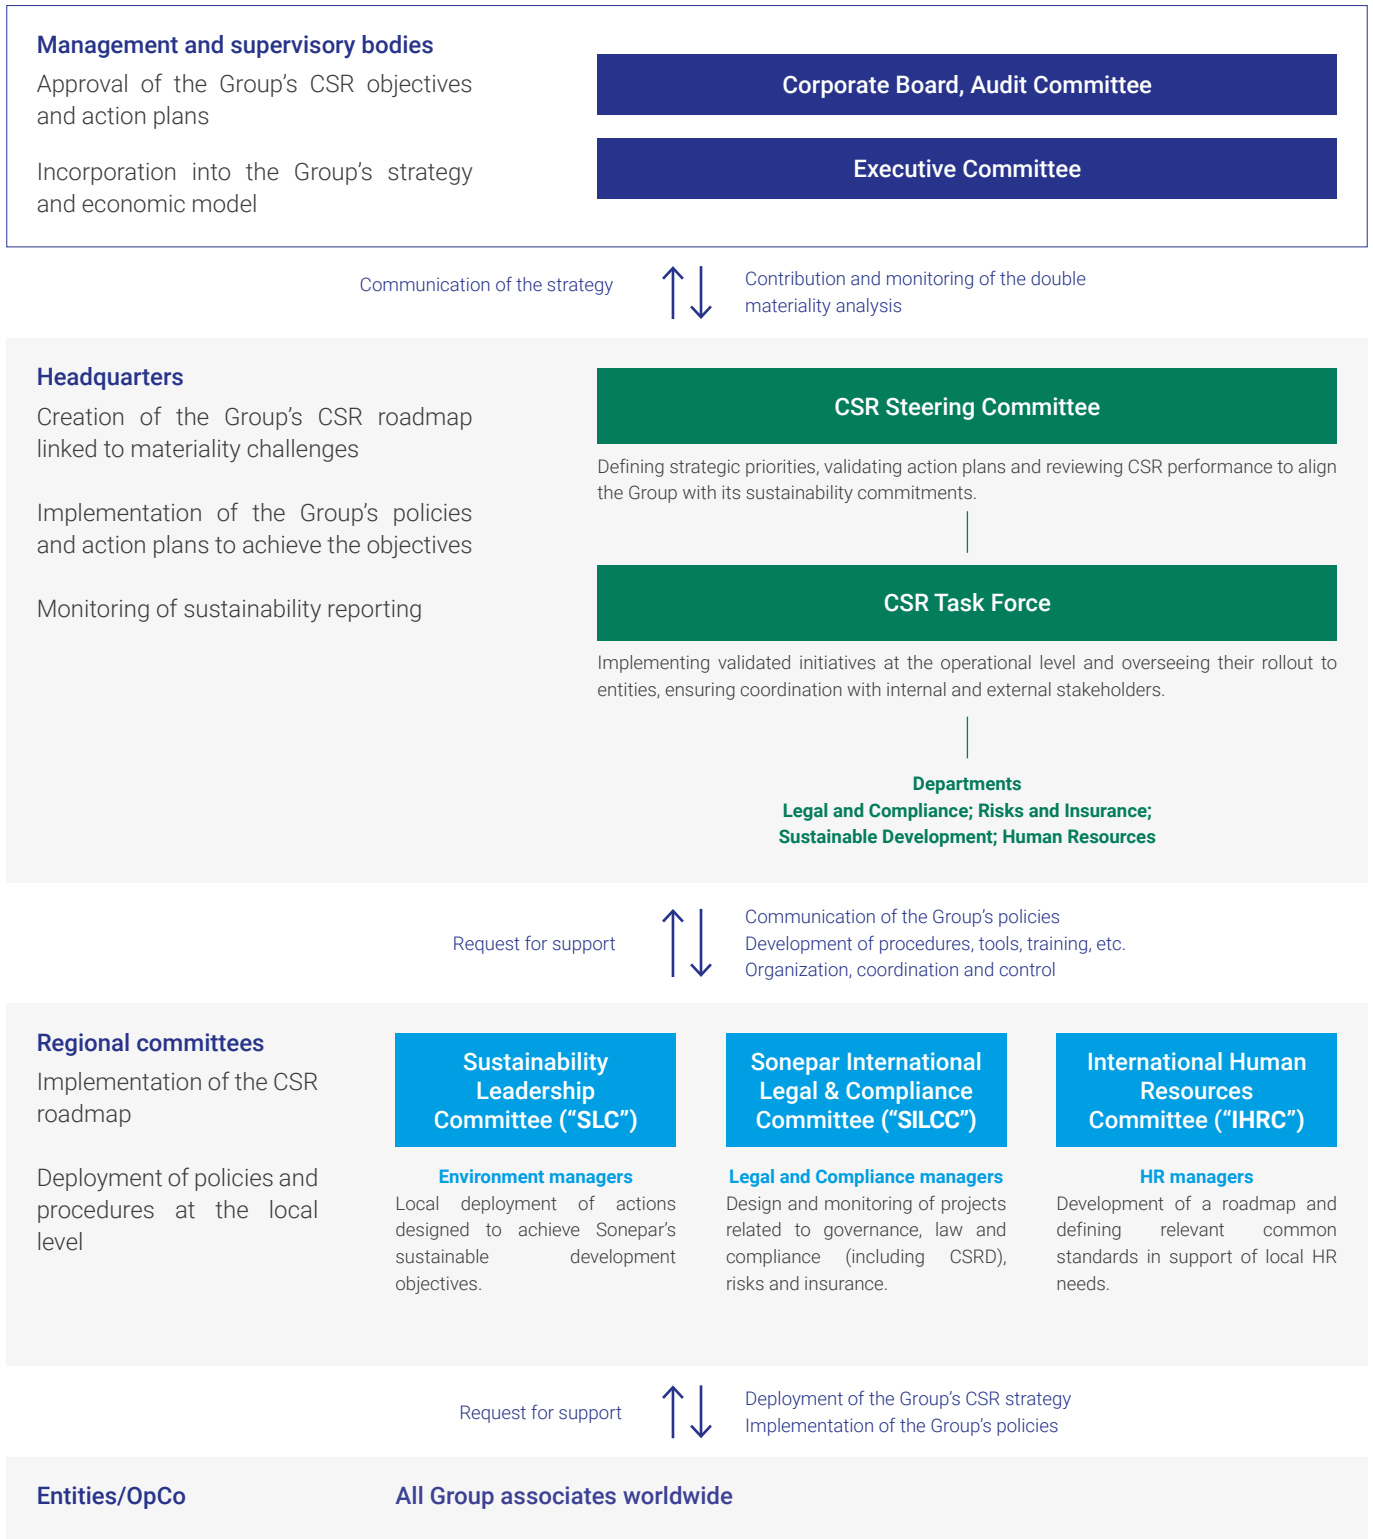 Management and supervisory bodies
Approval of the Group’s CSR objectives
and action plans
Incorporation into the Group’s strategy
and economic model
Corporate Board, Audit Committee
Executive Committee
Communication of the strategy
Contribution and monitoring of the double
materiality analysis
Headquarters
Creation of the Group’s CSR roadmap
linked to materiality challenges
Implementation of the Group’s policies
and action plans to achieve the objectives
Monitoring of sustainability reporting
CSR Steering Committee
Defining strategic priorities, validating action plans and reviewing CSR performance to align
the Group with its sustainability commitments.
CSR Task Force
Implementing validated initiatives at the operational level and overseeing their rollout to
entities, ensuring coordination with internal and external stakeholders.
Departments
Legal and Compliance; Risks and Insurance;
Sustainable Development; Human Resources
Request for support
Communication of the Group’s policies
Development of procedures, tools, training, etc.
Organization, coordination and control
Regional committees
Implementation of the CSR
roadmap
Deployment of policies and
procedures at the local
level
Sustainability
Leadership
Committee (“SLC”)
Environment managers
Local deployment of actions
designed to achieve Sonepar’s
sustainable development
objectives.
Sonepar International
Legal & Compliance
Committee (“SILCC”)
Legal and Compliance managers
Design and monitoring of projects
related to governance, law and
compliance (including CSRD),
risks and insurance.
International Human
Resources
Committee (“IHRC”)
HR managers
Development of a roadmap and
defining relevant common
standards in support of local HR
needs.
Request for support
Deployment of the Group’s CSR strategy
Implementation of the Group’s policies
Entities/OpCo
All Group associates worldwide